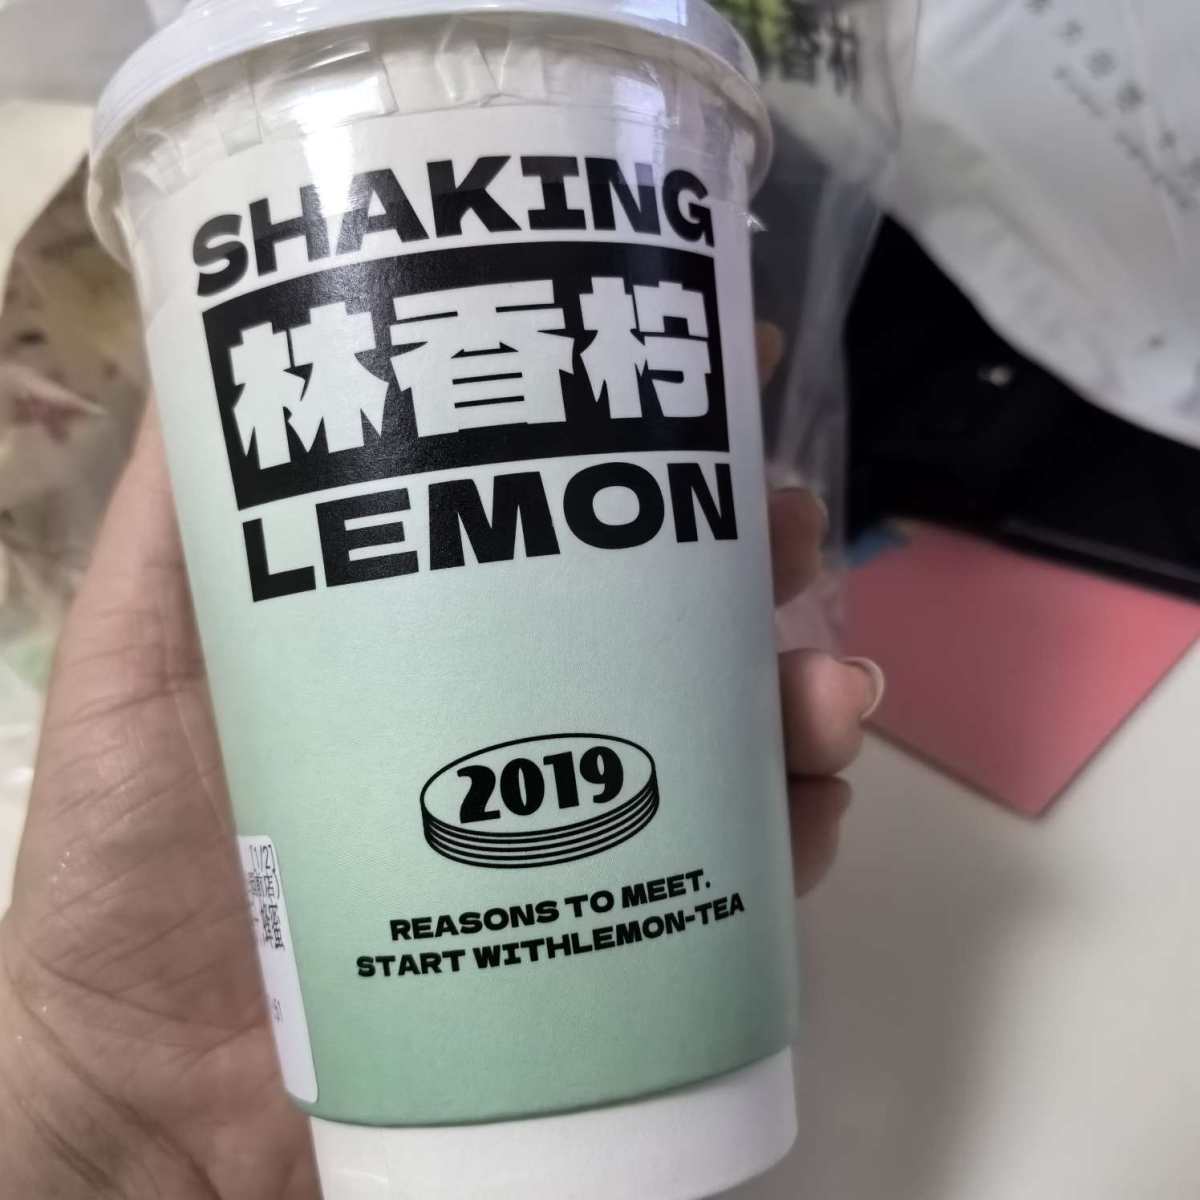 SHAKING
林香柠
LEMON
2019
REASONS TO MEET.
START WITHLEMON-TEA